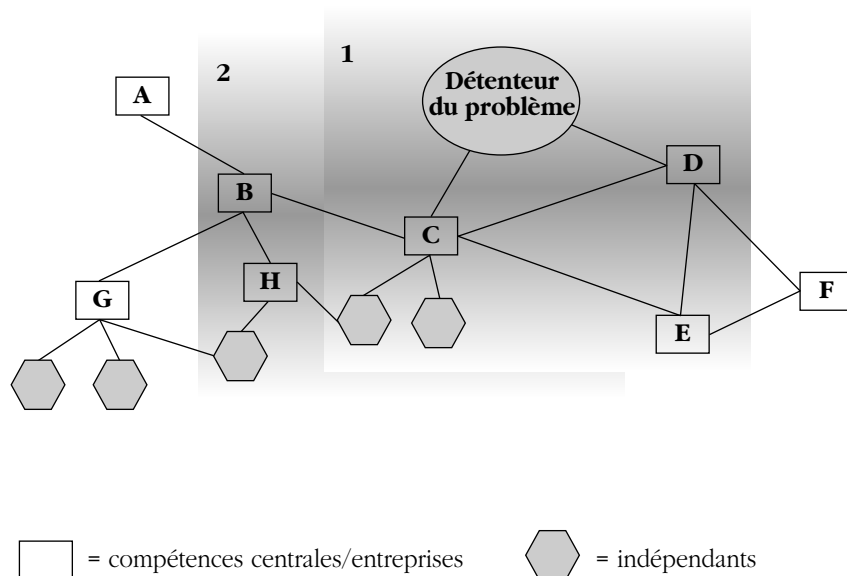 1
2
Détenteur
du problème
A
D
B
C
H
F
G
E
= compétences centrales/entreprises
= indépendants